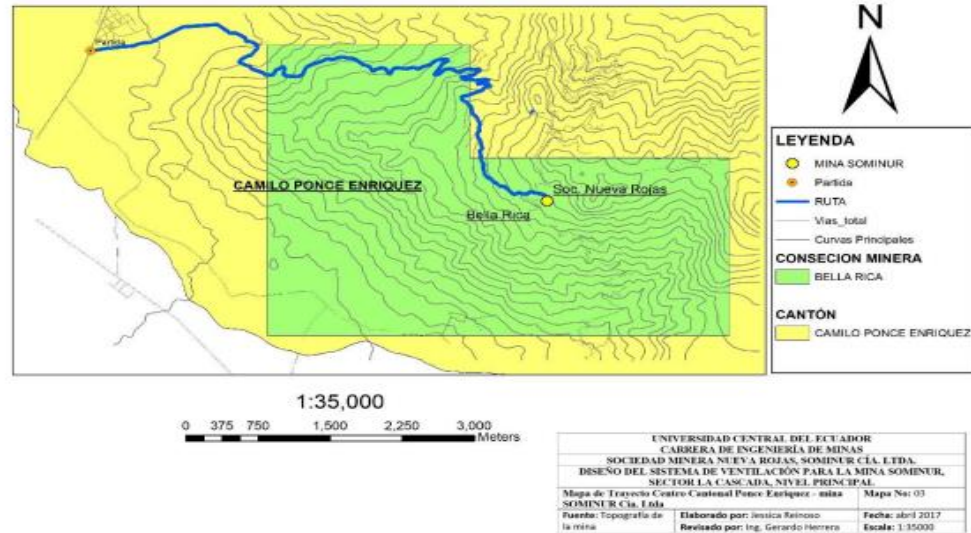 Partida
CAMILO PONCE ENRIQUEZ
Soc. Nueva Rojas
Bella Rica
N
LEYENDA
MINA SOMINUR
Partida
RUTA
Vias_total
Curvas Principales
CONSECION MINERA
BELLA RICA
CANTÓN
CAMILO PONCE ENRIQUEZ
1:35,000
0 375 750 1,500 2,250 3,000
Meters
UNIVERSIDAD CENTRAL DEL ECUADOR
CARRERA DE INGENIERÍA DE MINAS
SOCIEDAD MINERA NUEVA ROJAS, SOMINUR CÍA. LTDA.
DISEÑO DEL SISTEMA DE VENTILACIÓN PARA LA MINA SOMINUR,
SECTOR LA CASCADA, NIVEL PRINCIPAL
Mapa de Trayecto Centro Cantonal Ponce Enríquez - mina
SOMINUR Cía. Ltda
Mapa No: 03
Fuente: Topografía de
la mina
Elaborado por: Jessica Reinoso
Revisado por: Ing. Gerardo Herrera
Fecha: abril 2017
Escala: 1:35000